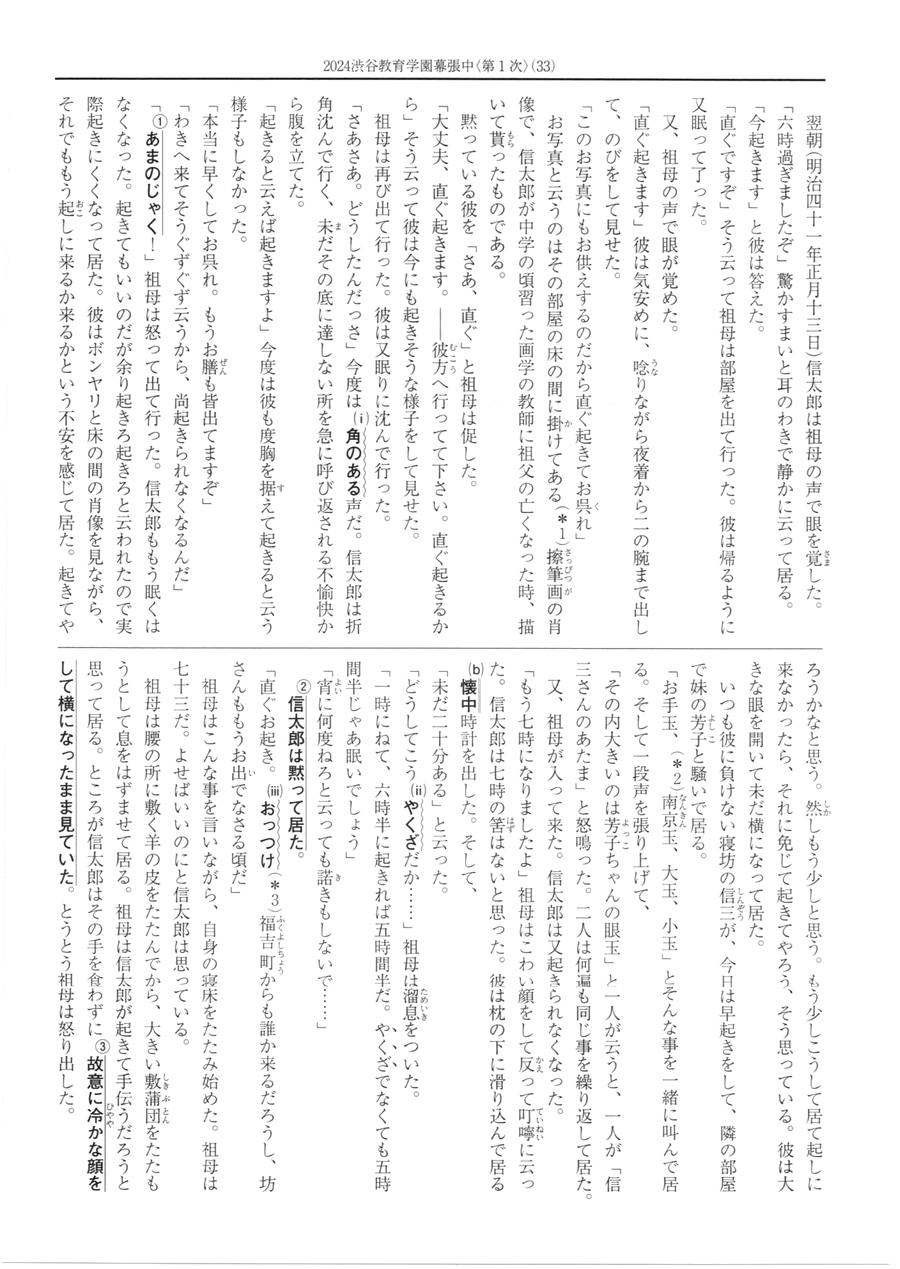 2024渋谷教育学園幕張中〈第1次〉(33)
翌朝(明治四十一年正月十三日)信太郎は祖母の声で眼を覚した。
「六時過ぎましたぞ」驚かすまいと耳のわきで静かに云って居る。
「今起きます」と彼は答えた。
「直ぐですぞ」そう云って祖母は部屋を出て行った。彼は帰るように
又眠って了った。
又、祖母の声で眼が覚めた。
「直ぐ起きます」彼は気安めに、唸りながら夜着から二の腕まで出し
て、のびをして見せた。
「このお写真にもお供えするのだから直ぐ起きてお呉れ」
お写真と云うのはその部屋の床の間に掛けてある(*1)擦筆画の肖
像で、信太郎が中学の頃習った画学の教師に祖父の亡くなった時、描
いて貰ったものである。
黙っている彼を「さあ、直ぐ」と祖母は促した。
「大丈夫、直ぐ起きます。――彼方へ行ってて下さい。直ぐ起きるか
ら」そう云って彼は今にも起きそうな様子をして見せた。
祖母は再び出て行った。彼は又眠りに沈んで行った。
「さあさあ。どうしたんだっさ」今度は(i)角のある声だ。信太郎は折
角沈んで行く、未だその底に達しない所を急に呼び返される不愉快か
ら腹を立てた。
「起きると云えば起きますよ」今度は彼も度胸を据えて起きると云う
様子もしなかった。
「本当に早くしてお呉れ。もうお膳も皆出てますぞ」
「わきへ来てそうぐずぐず云うから、尚起きられなくなるんだ」
「①あまのじゃく!」祖母は怒って出て行った。信太郎ももう眠くは
なくなった。起きてもいいのだが余り起きろ起きろと云われたので実
際起きにくくなって居た。彼はボンヤリと床の間の肖像を見ながら、
それでももう起しに来るか来るかという不安を感じて居た。起きてや
ろうかなと思う。然しもう少しと思う。もう少しこうして居て起しに
来なかったら、それに免じて起きてやろう、そう思っている。彼は大
きな眼を開いて未だ横になって居た。
いつも彼に負けない寝坊の信三が、今日は早起きをして、隣の部屋
で妹の芳子と騒いで居る。
「お手玉、(*2)南京玉、大玉、小玉」とそんな事を一緒に叫んで居
る。そして一段声を張り上げて、
「その内大きいのは芳子ちゃんの眼玉」と一人が云うと、一人が「信
三さんのあたま」と怒鳴った。二人は何遍も同じ事を繰り返して居た。
又、祖母が入って来た。信太郎は又起きられなくなった。
「もう七時になりましたよ」祖母はこわい顔をして反って叮嚀に云っ
た。信太郎は七時の筈はないと思った。彼は枕の下に滑り込んで居る
(b)懐中時計を出した。そして、
「未だ二十分ある」と云った。
「どうしてこう(ii)やくざだか……」祖母は溜息をついた。
「一時にねて、六時半に起きれば五時間半だ。やくざでなくても五時
間半じゃあ眠いでしょう」
「宵に何度ねろと云っても諾きもしないで……」
②信太郎は黙って居た。
「直ぐお起き。(iii)おっつけ(*3)福吉町からも誰か来るだろうし、坊
さんももうお出でなさる頃だ」
祖母はこんな事を言いながら、自身の寝床をたたみ始めた。祖母は
七十三だ。よせばいいのにと信太郎は思っている。
祖母は腰の所に敷く羊の皮をたたんでから、大きい敷蒲団をたたも
うとして息をはずませて居る。祖母は信太郎が起きて手伝うだろうと
思って居る。ところが信太郎はその手を食わずに③故意に冷かな顔を
して横になったまま見ていた。とうとう祖母は怒り出した。